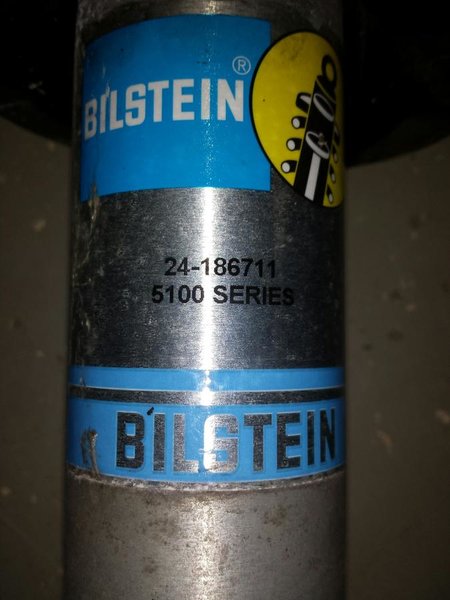 BILSTEIN®
24-186711
5100 SERIES
BILSTEIN